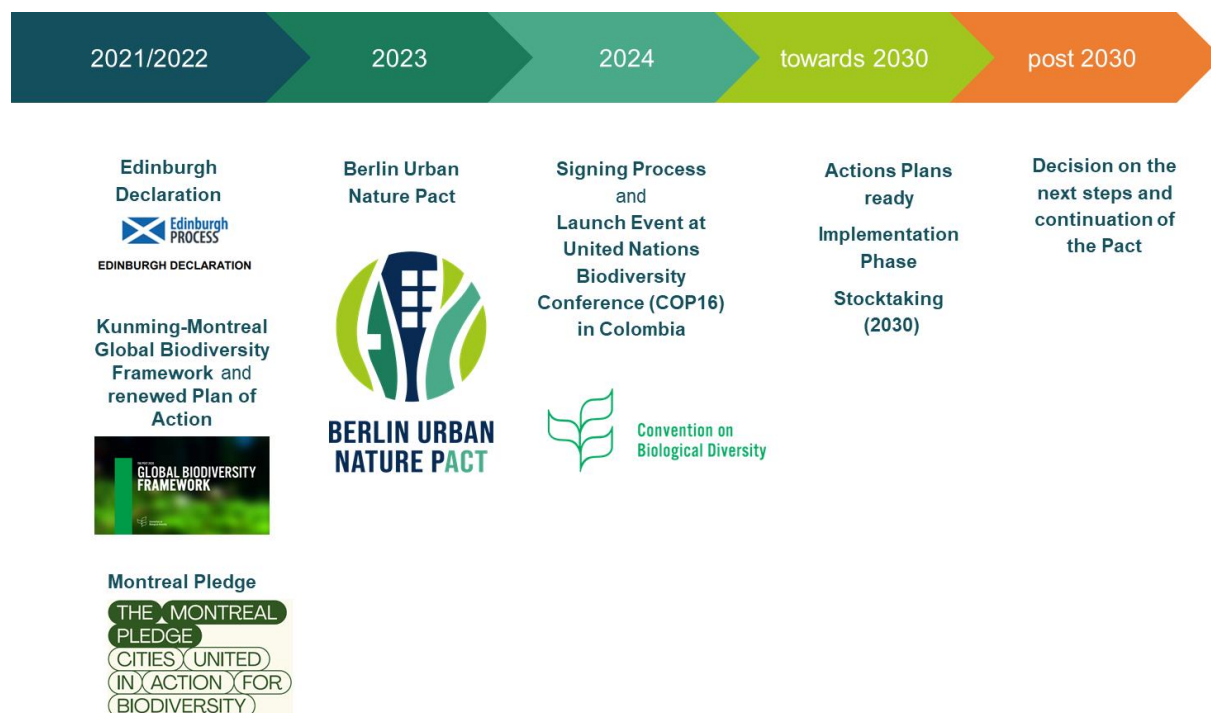 2021/2022
2023
2024
towards 2030
post 2030
Edinburgh
Declaration
Edinburgh
PROCESS
EDINBURGH DECLARATION
Kunming-Montreal
Global Biodiversity
Framework and
renewed Plan of
Action
GLOBAL BIODIVERSITY
FRAMEWORK
Montreal Pledge
THE MONTREAL
PLEDGE
CITIES UNITED
IN ACTION FOR
BIODIVERSITY
Berlin Urban
Nature Pact
BERLIN URBAN
NATURE PACT
Signing Process
and
Launch Event at
United Nations
Biodiversity
Conference (COP16)
in Colombia
Convention on
Biological Diversity
Actions Plans
ready
Implementation
Phase
Stocktaking
(2030)
Decision on the
next steps and
continuation of
the Pact